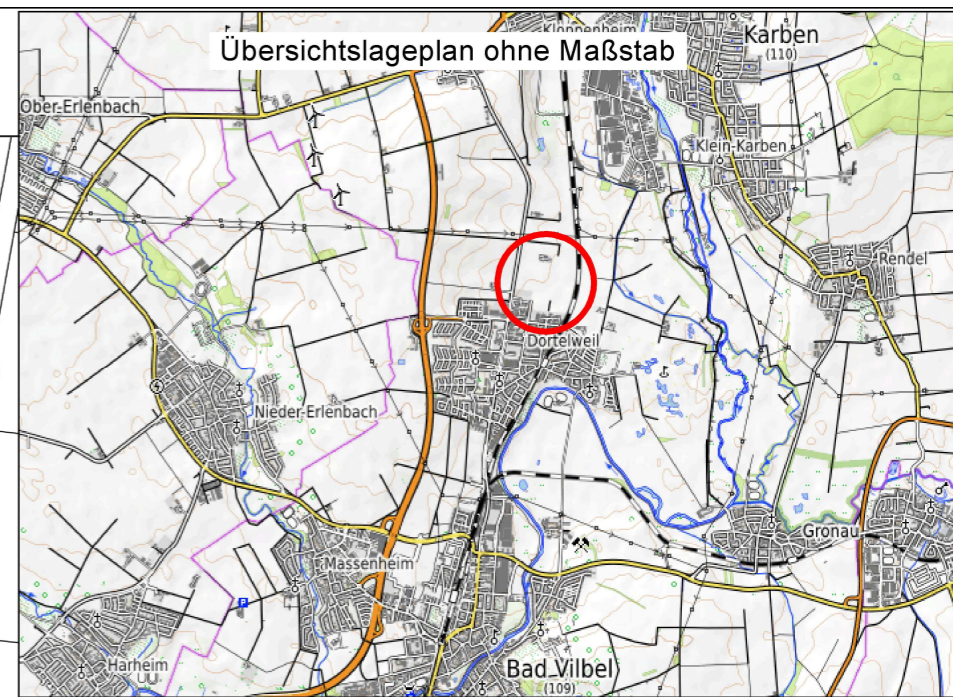 Übersichtslageplan ohne Maßstab
Kloppenheim
Karben
(110)
Ober-Erlenbach
Klein-Karben
Rendel
Dortelweil
Nieder-Erlenbach
Gronau
Massenheim
P
Harheim
Bad Vilbel
(109)